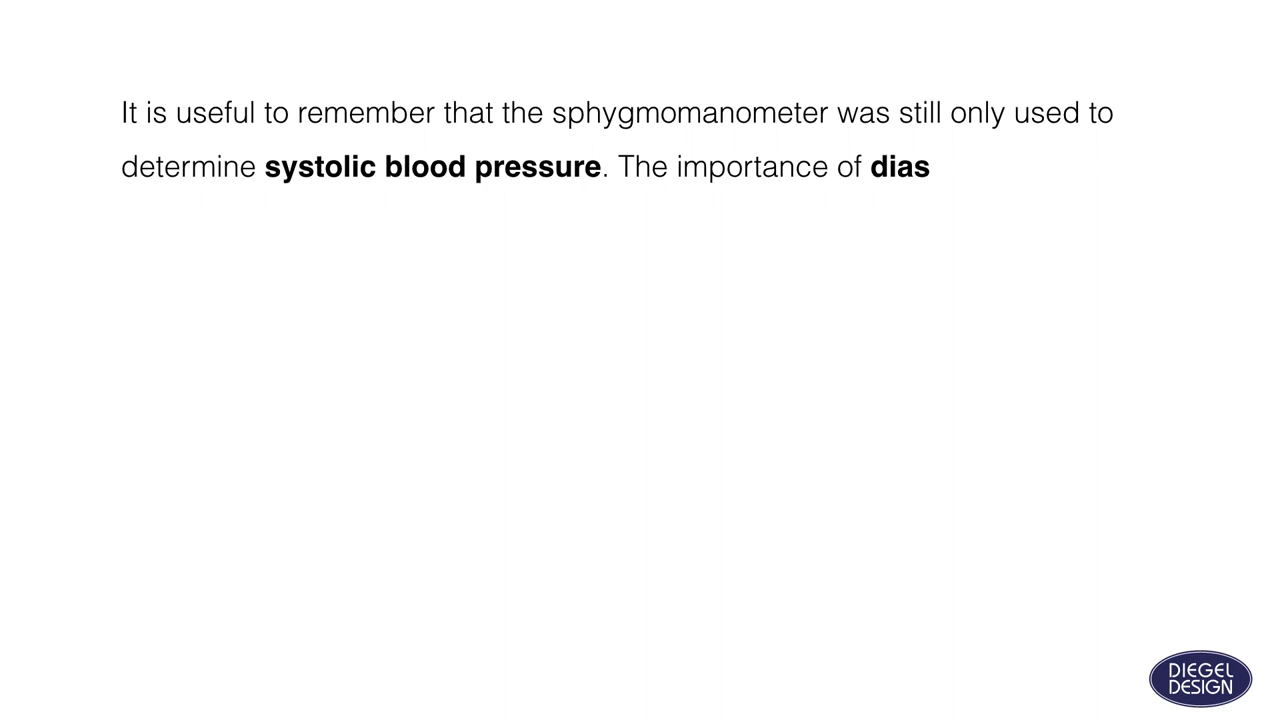 It is useful to remember that the sphygmomanometer was still only used to
determine systolic blood pressure. The importance of dias
DIEGEL
DESIGN